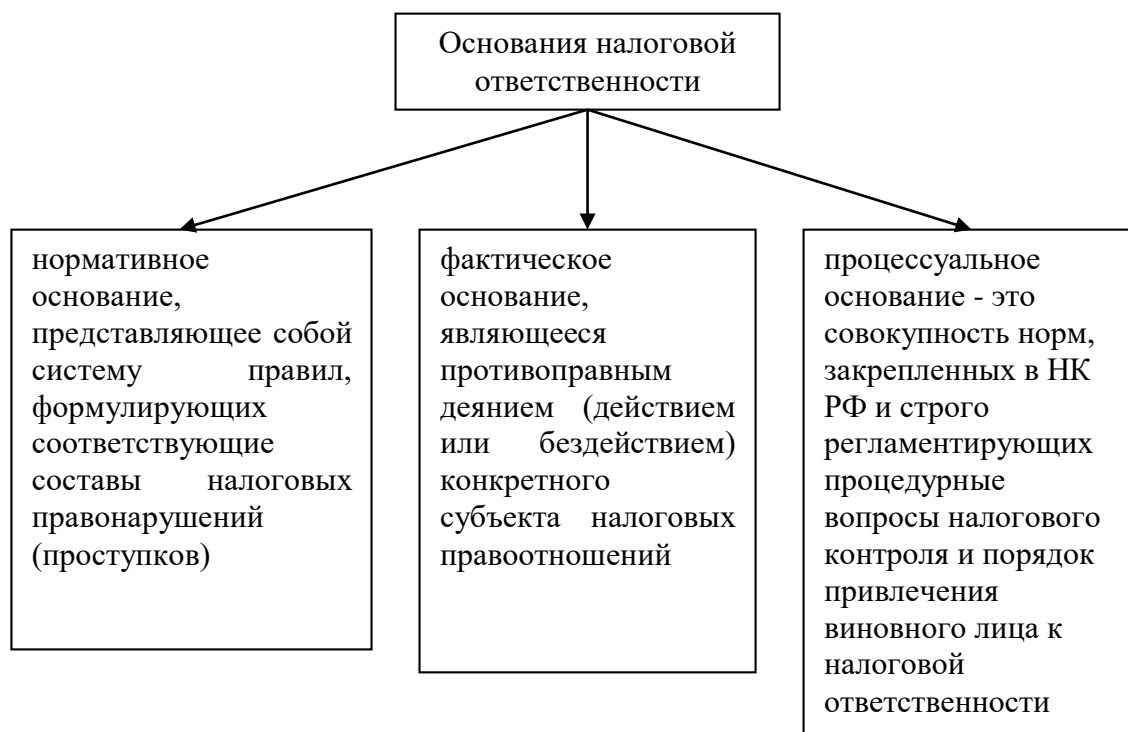 Основания налоговой
ответственности
нормативное
основание,
представляющее собой
систему правил,
формулирующих
соответствующие
составы налоговых
правонарушений
(проступков)
фактическое
основание,
являющееся
противоправным
деянием (действием
или бездействием)
конкретного
субъекта налоговых
правоотношений
процессуальное
основание - это
совокупность норм,
закрепленных в НК
РФ и строго
регламентирующих
процедурные
вопросы налогового
контроля и порядок
привлечения
виновного лица к
налоговой
ответственности